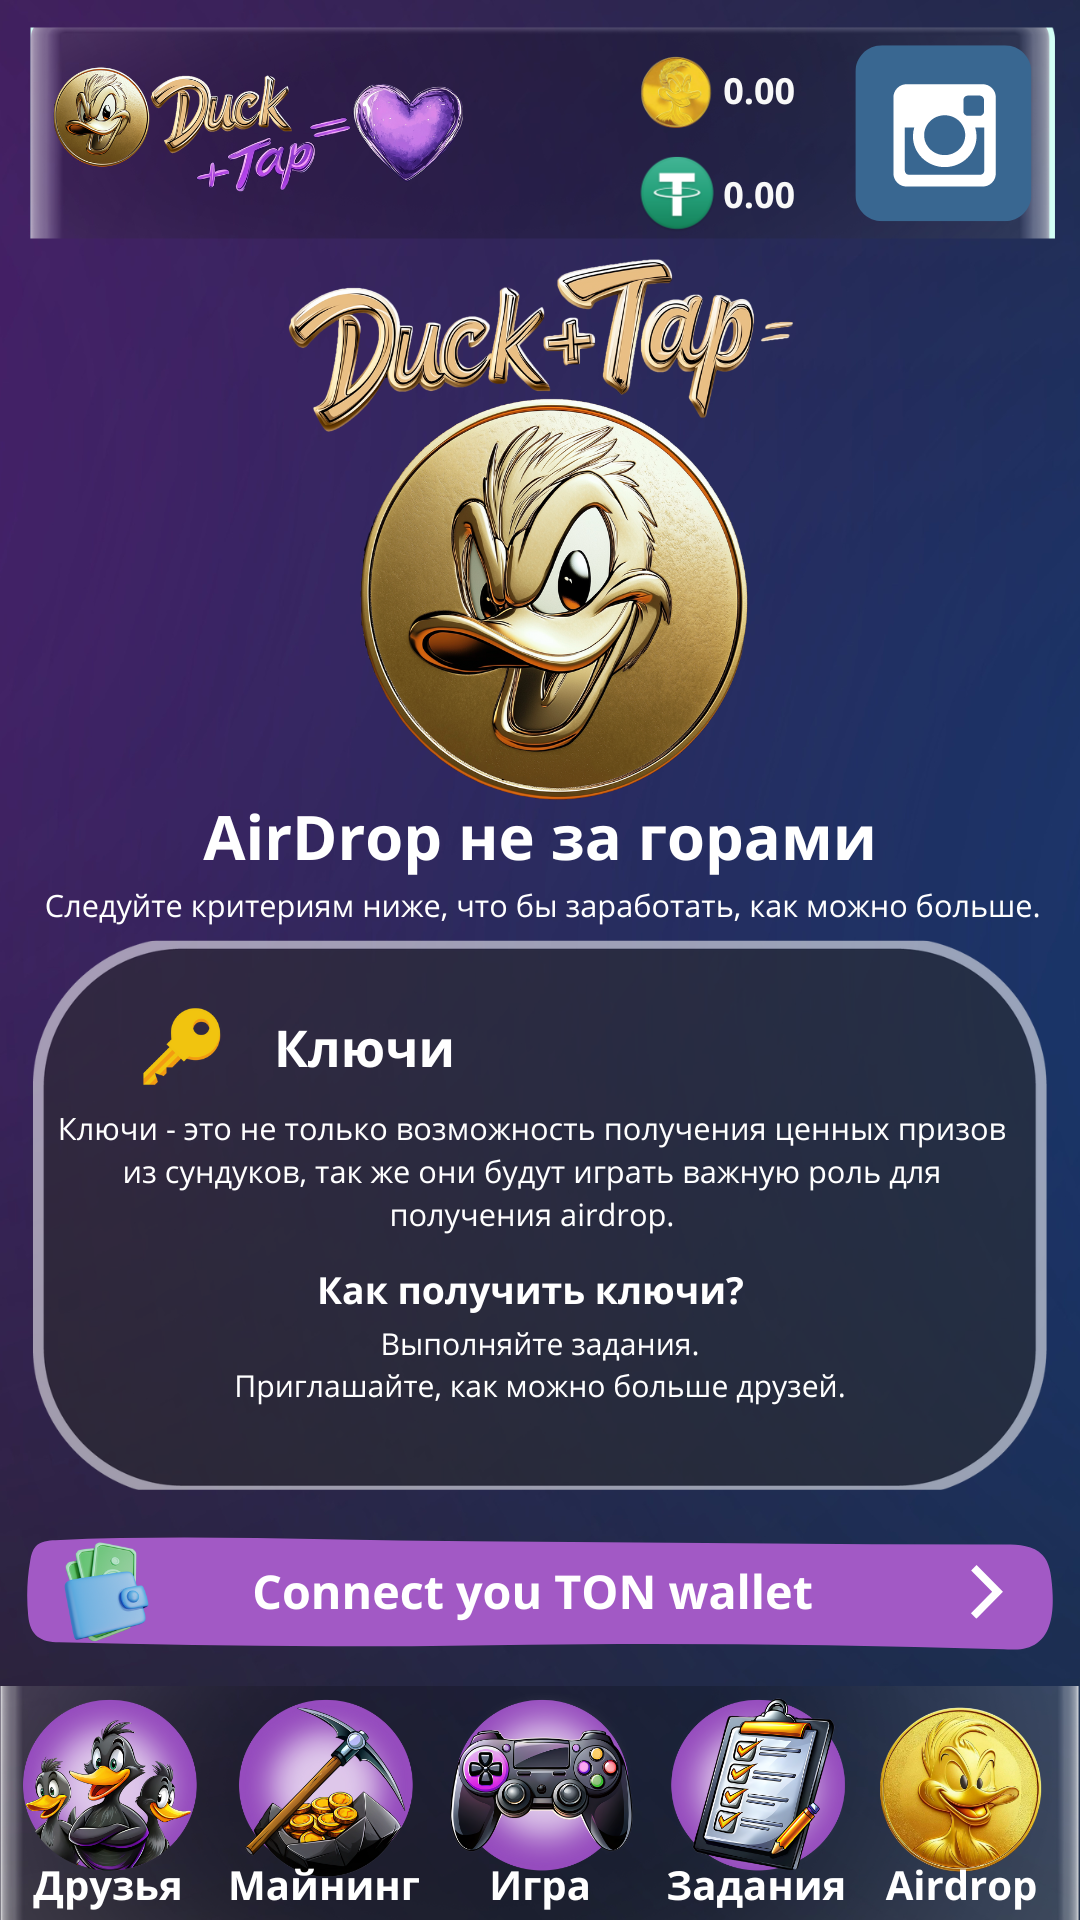 Duck
+Tap=
0.00
0.00
Duck+Tap=
AirDrop не за горами
Следуйте критериям ниже, что бы заработать, как можно больше.
Ключи
Ключи - это не только возможность получения ценных призов
из сундуков, так же они будут играть важную роль для
получения airdrop.
Как получить ключи?
Выполняйте задания.
Приглашайте, как можно больше друзей.
Connect you TON wallet
Друзья Майнинг Игра Задания Airdrop